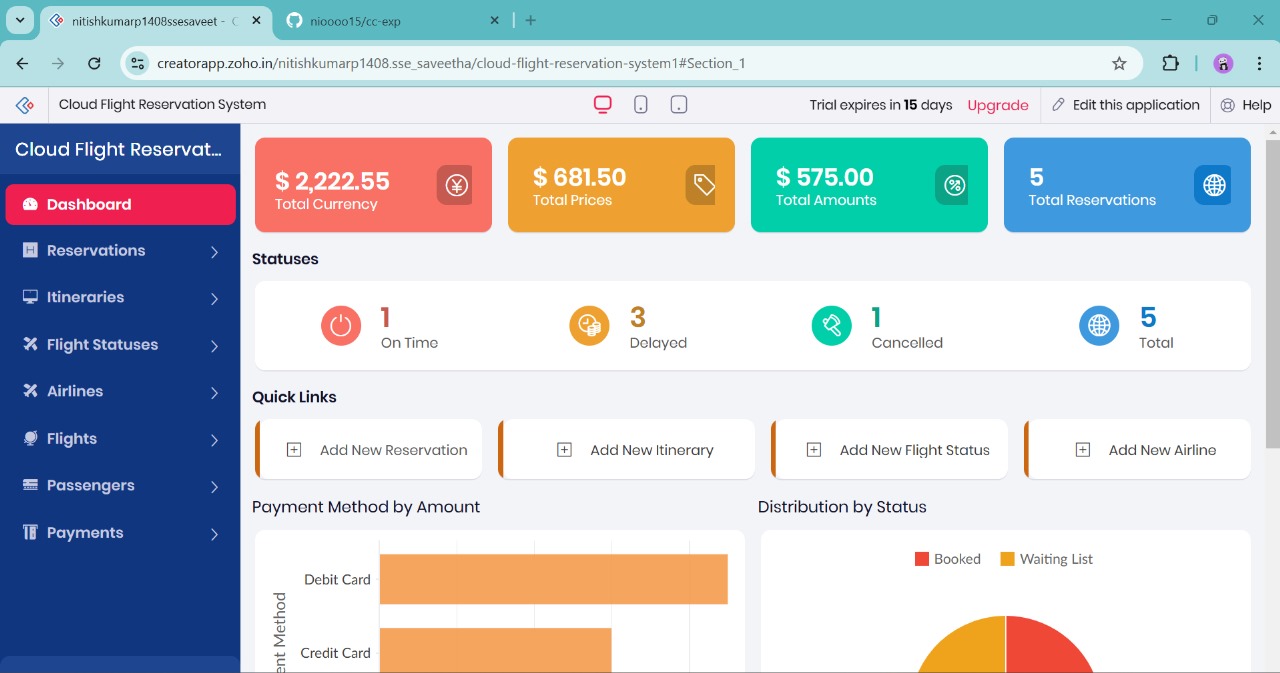 nitishkumarp1408ssesaveet -
nioooo15/cc-exp
creatorapp.zoho.in/nitishkumarp1408.sse_saveetha/cloud-flight-reservation-system1#Section_1
Cloud Flight Reservation System
Trial expires in 15 days Upgrade Edit this application Help
Cloud Flight Reservat...
Dashboard
Reservations
Itineraries
Flight Statuses
Airlines
Flights
Passengers
Payments
$ 2,222.55
Total Currency
$ 681.50
Total Prices
$ 575.00
Total Amounts
5
Total Reservations
Statuses
1
On Time
3
Delayed
1
Cancelled
5
Total
Quick Links
Add New Reservation
Add New Itinerary
Add New Flight Status
Add New Airline
Payment Method by Amount
Debit Card
Credit Card
ent Method
Distribution by Status
Booked Waiting List